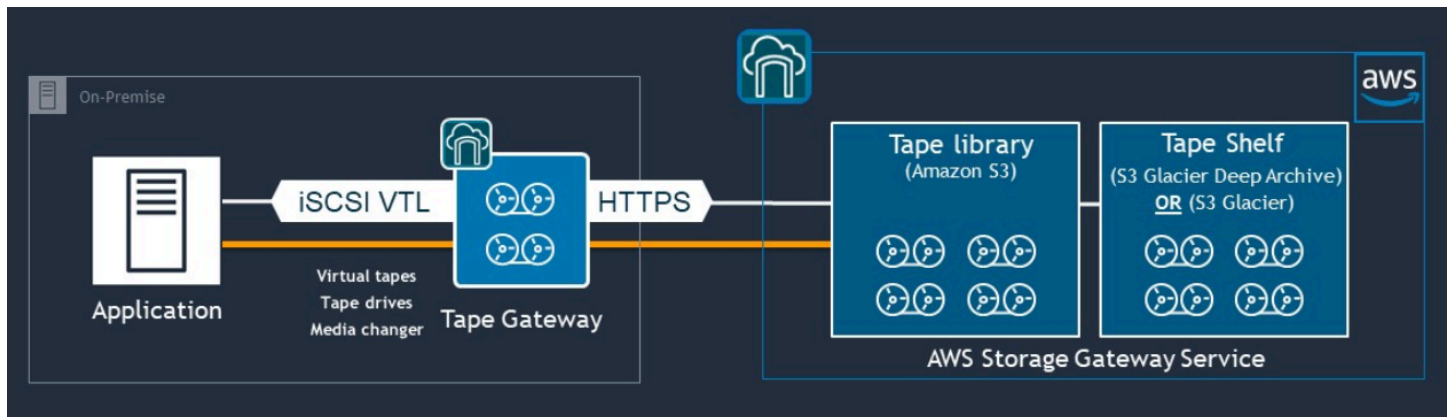 On-Premise
aws
Tape library
(Amazon S3)
Tape Shelf
(S3 Glacier Deep Archive)
OR (S3 Glacier)
iSCSI VTL
HTTPS
Virtual tapes
Tape drives
Media changer
Application
Tape Gateway
AWS Storage Gateway Service